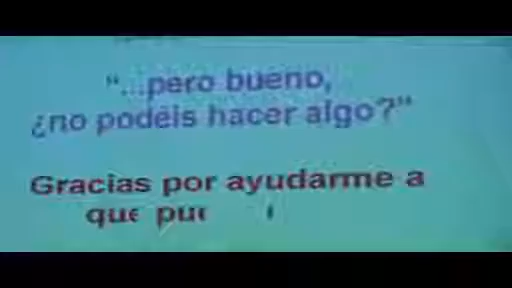 "...pero bueno,
¿no podéis hacer algo?"
Gracias por ayudarme a
que